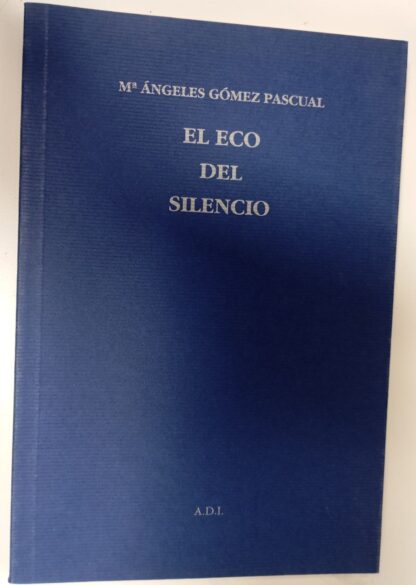 Mª ÁNGELES GÓMEZ PASCUAL
EL ECO
DEL
SILENCIO
A.D.I.